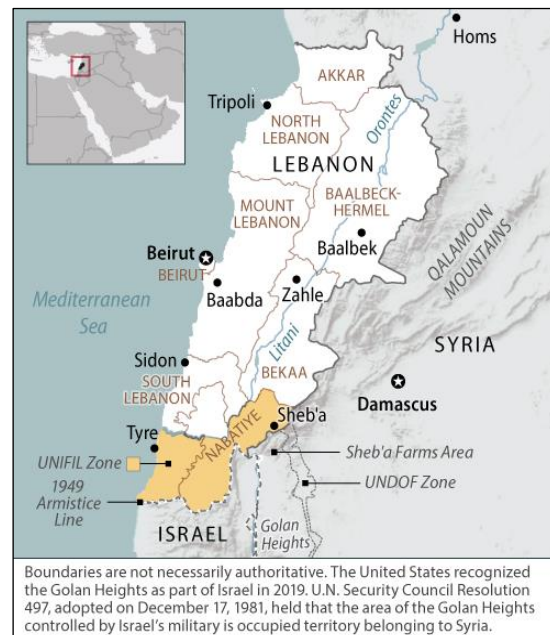 Homs
AKKAR
Tripoli
NORTH
LEBANON
Orontes
LEBANON
BAALBECK-
HERMEL
MOUNT
LEBANON
Baalbek
QALAMOUN
MOUNTAINS
Beirut
BEIRUT
Zahle
Baabda
Mediterranean
Sea
Litani
SYRIA
Sidon
BEKAA
SOUTH
LEBANON
Damascus
NABATIYE
Sheb'a
Tyre
Sheb'a Farms Area
UNIFIL Zone
UNDOF Zone
1949
Armistice
Line
ISRAEL
Golan
Heights
Boundaries are not necessarily authoritative. The United States recognized
the Golan Heights as part of Israel in 2019. U.N. Security Council Resolution
497, adopted on December 17, 1981, held that the area of the Golan Heights
controlled by Israel's military is occupied territory belonging to Syria.